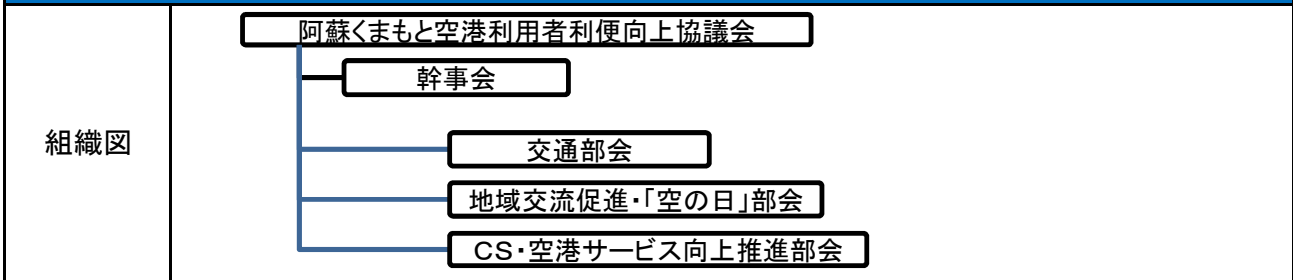 阿蘇くまもと空港利用者利便向上協議会
幹事会
組織図
交通部会
地域交流促進・「空の日」部会
CS・空港サービス向上推進部会